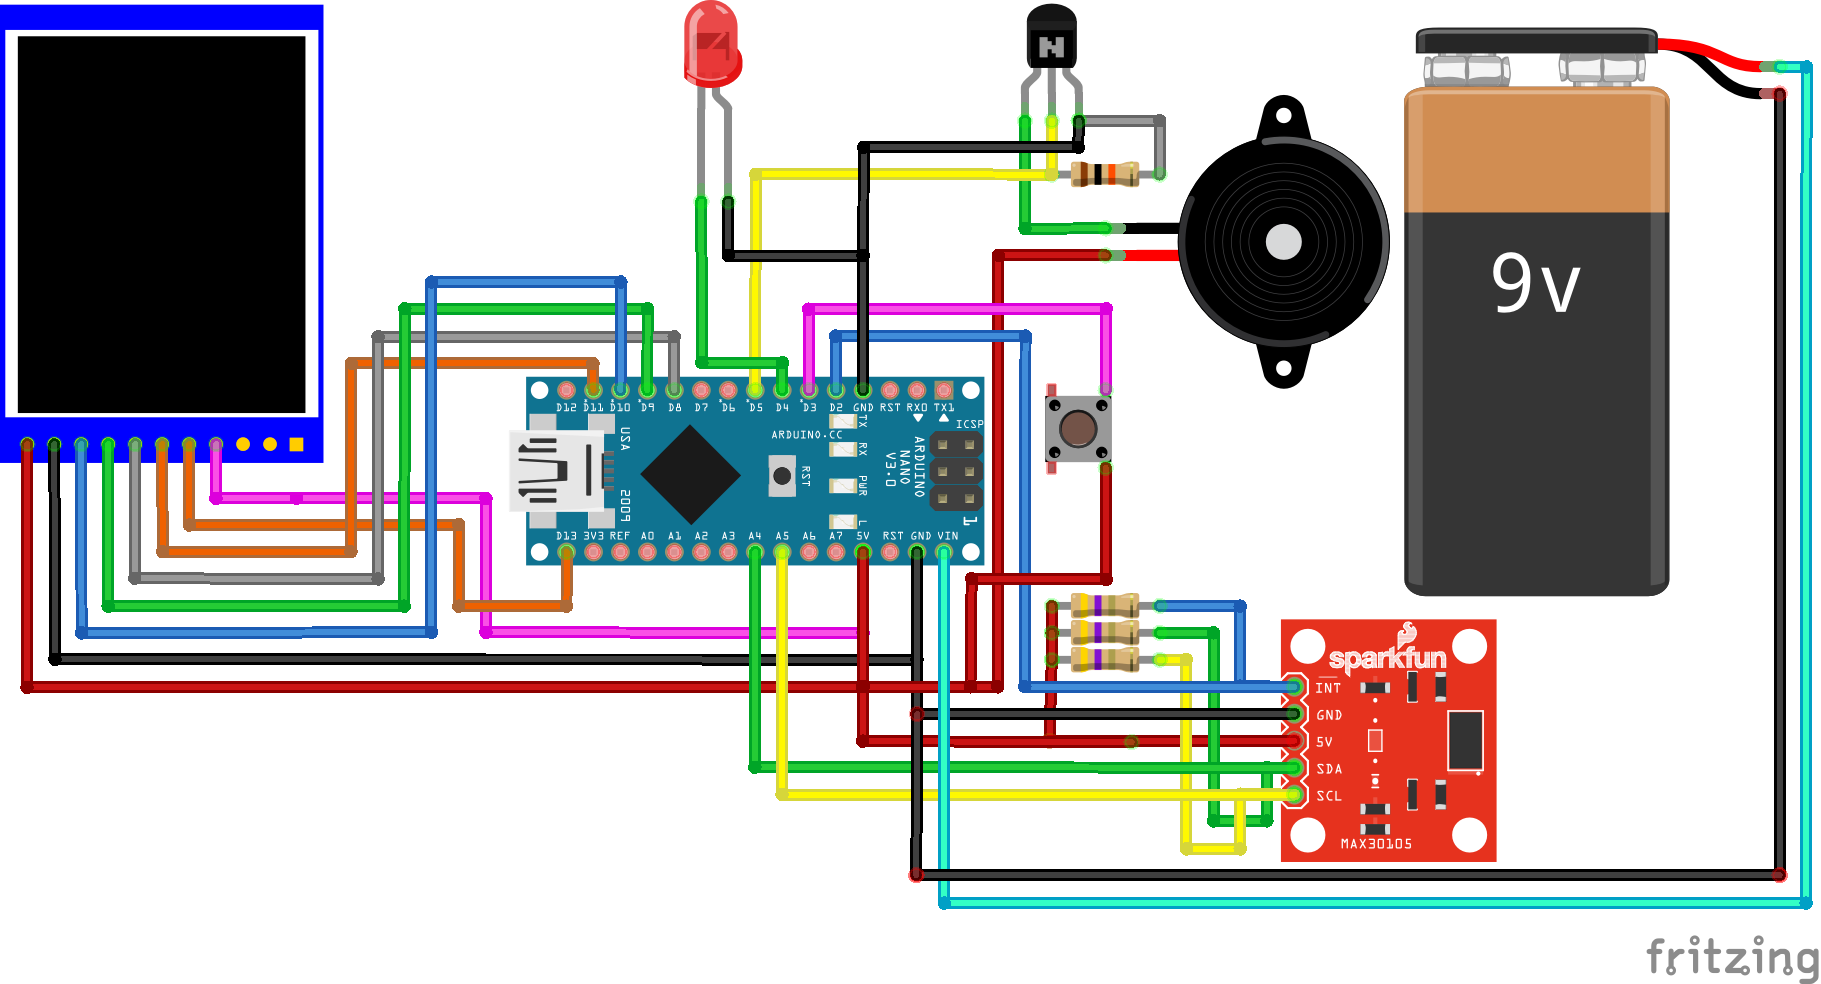 N
9v
D12 D11 D10 D9 D8 D7 D6 D5 D4 D3 D2 GND RST RX0 TX1
ARDUINO.CC
ICSP
USA
2009
RST
TX
RX
PWR
L
ARDUINO
NANO
V3.0
1
D13 3V3 REF A0 A1 A2 A3 A4 A5 A6 A7 5V RST GND VIN
sparkfun
INT
GND
5V
SDA
SCL
MAX30105
fritzing